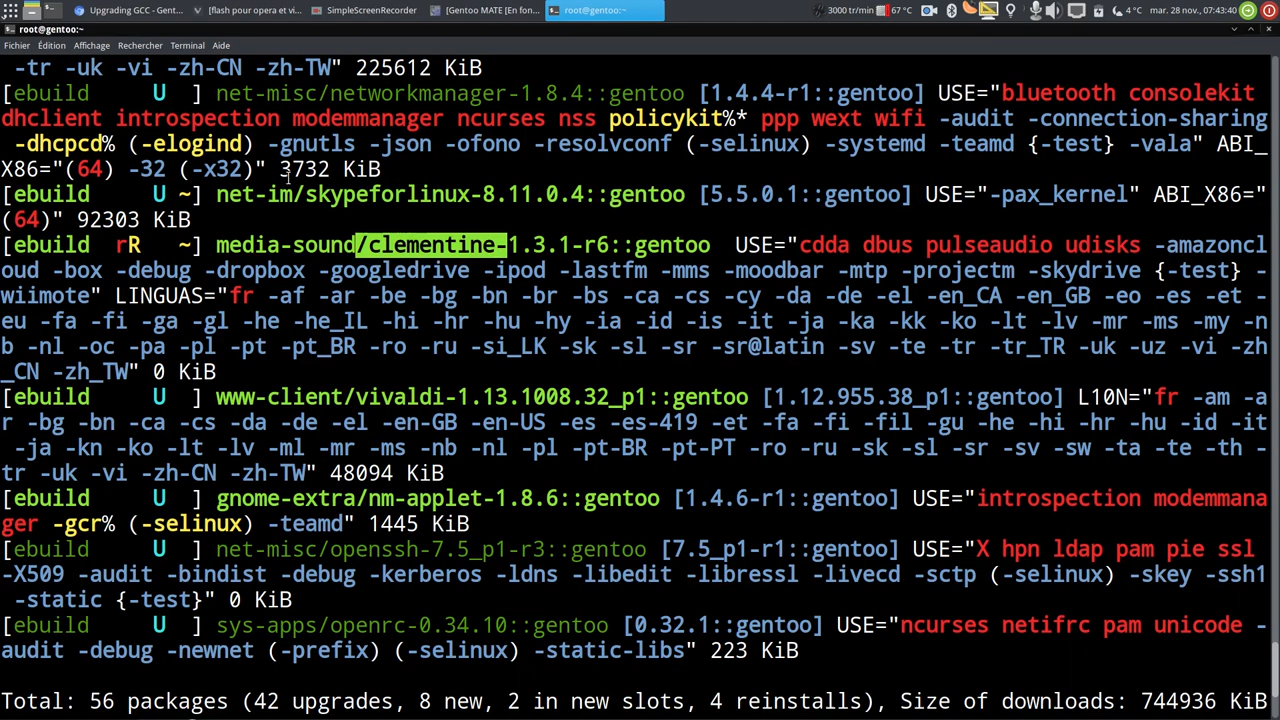 Upgrading GCC - Gent...
[flash pour opera et vi...
SimpleScreenRecorder
[Gentoo MATE [En fon...
root@gentoo:~
3000 tr/min
67 °C
4 °C
mar. 28 nov., 07:43:40
root@gentoo:~
Fichier Édition Affichage Rechercher Terminal Aide
-tr -uk -vi -zh-CN -zh-TW" 225612 KiB
[ebuild U ] net-misc/networkmanager-1.8.4::gentoo [1.4.4-r1::gentoo] USE="bluetooth consolekit
dhclient introspection modemmanager ncurses nss policykit%* ppp wext wifi -audit -connection-sharing
-dhcpcd% (-elogind) -gnutls -json -ofono -resolvconf (-selinux) -systemd -teamd {-test} -vala" ABI_
X86="(64) -32 (-x32)" 3732 KiB
[ebuild U ~] net-im/skypeforlinux-8.11.0.4::gentoo [5.5.0.1::gentoo] USE="-pax_kernel" ABI_X86="
(64)" 92303 KiB
[ebuild rR ~] media-sound/clementine-1.3.1-r6::gentoo USE="cdda dbus pulseaudio udisks -amazoncl
oud -box -debug -dropbox -googledrive -ipod -lastfm -mms -moodbar -mtp -projectm -skydrive {-test} -
wiimote" LINGUAS="fr -af -ar -be -bg -bn -br -bs -ca -cs -cy -da -de -el -en_CA -en_GB -eo -es -et -
eu -fa -fi -ga -gl -he -he_IL -hi -hr -hu -hy -ia -id -is -it -ja -ka -kk -ko -lt -lv -mr -ms -my -n
b -nl -oc -pa -pl -pt -pt_BR -ro -ru -si_LK -sk -sl -sr -sr@latin -sv -te -tr -tr_TR -uk -uz -vi -zh
_CN -zh_TW" 0 KiB
[ebuild U ] www-client/vivaldi-1.13.1008.32_p1::gentoo [1.12.955.38_p1::gentoo] L10N="fr -am -a
r -bg -bn -ca -cs -da -de -el -en-GB -en-US -es -es-419 -et -fa -fi -fil -gu -he -hi -hr -hu -id -it
-ja -kn -ko -lt -lv -ml -mr -ms -nb -nl -pl -pt-BR -pt-PT -ro -ru -sk -sl -sr -sv -sw -ta -te -th -
tr -uk -vi -zh-CN -zh-TW" 48094 KiB
[ebuild U ] gnome-extra/nm-applet-1.8.6::gentoo [1.4.6-r1::gentoo] USE="introspection modemmana
ger -gcr% (-selinux) -teamd" 1445 KiB
[ebuild U ] net-misc/openssh-7.5_p1-r3::gentoo [7.5_p1-r1::gentoo] USE="X hpn ldap pam pie ssl
-X509 -audit -bindist -debug -kerberos -ldns -libedit -libressl -livecd -sctp (-selinux) -skey -ssh1
-static {-test}" 0 KiB
[ebuild U ] sys-apps/openrc-0.34.10::gentoo [0.32.1::gentoo] USE="ncurses netifrc pam unicode -
audit -debug -newnet (-prefix) (-selinux) -static-libs" 223 KiB
Total: 56 packages (42 upgrades, 8 new, 2 in new slots, 4 reinstalls), Size of downloads: 744936 KiB